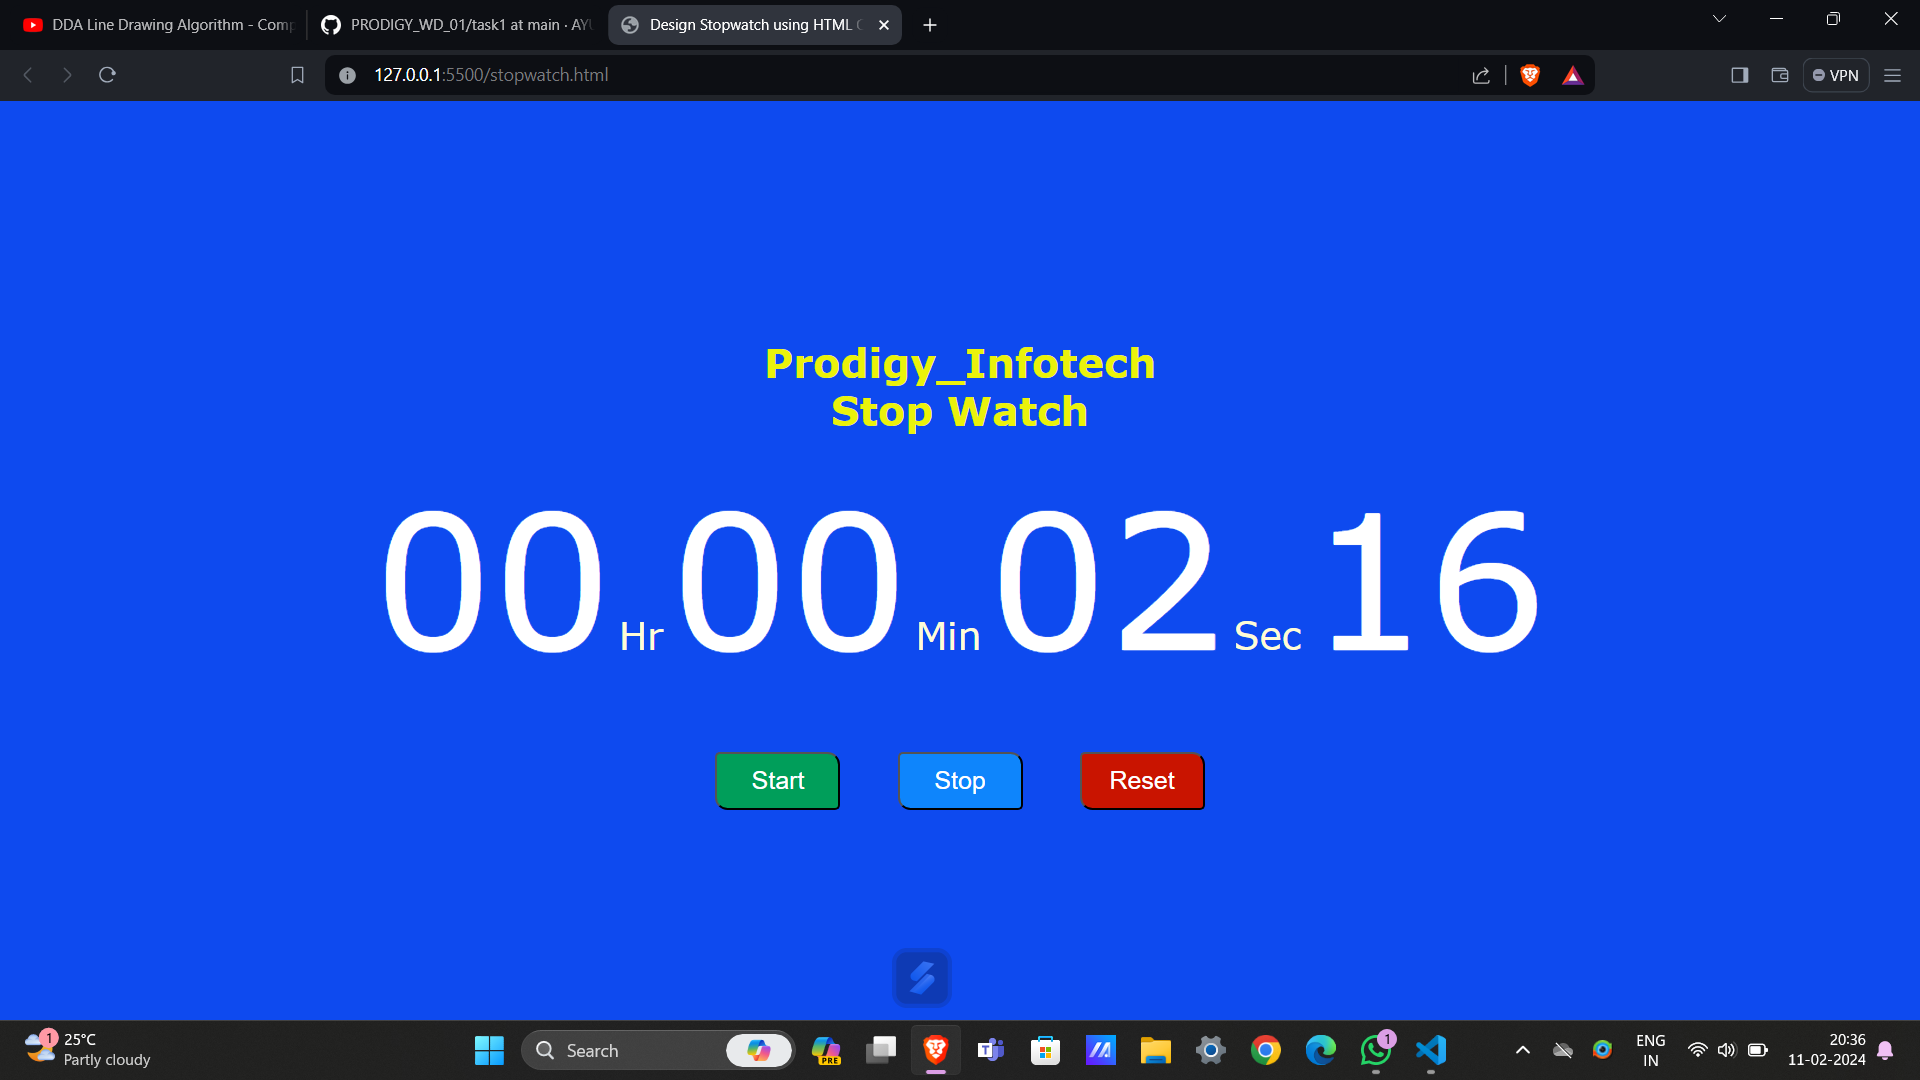 DDA Line Drawing Algorithm - Comp
PRODIGY_WD_01/task1 at main · AYU
Design Stopwatch using HTML C
127.0.0.1:5500/stopwatch.html
VPN
Prodigy_Infotech
Stop Watch
00 Hr 00 Min 02 Sec 16
Start
Stop
Reset
1
25°C
Partly cloudy
Search
PRE
1
ENG
IN
20:36
11-02-2024